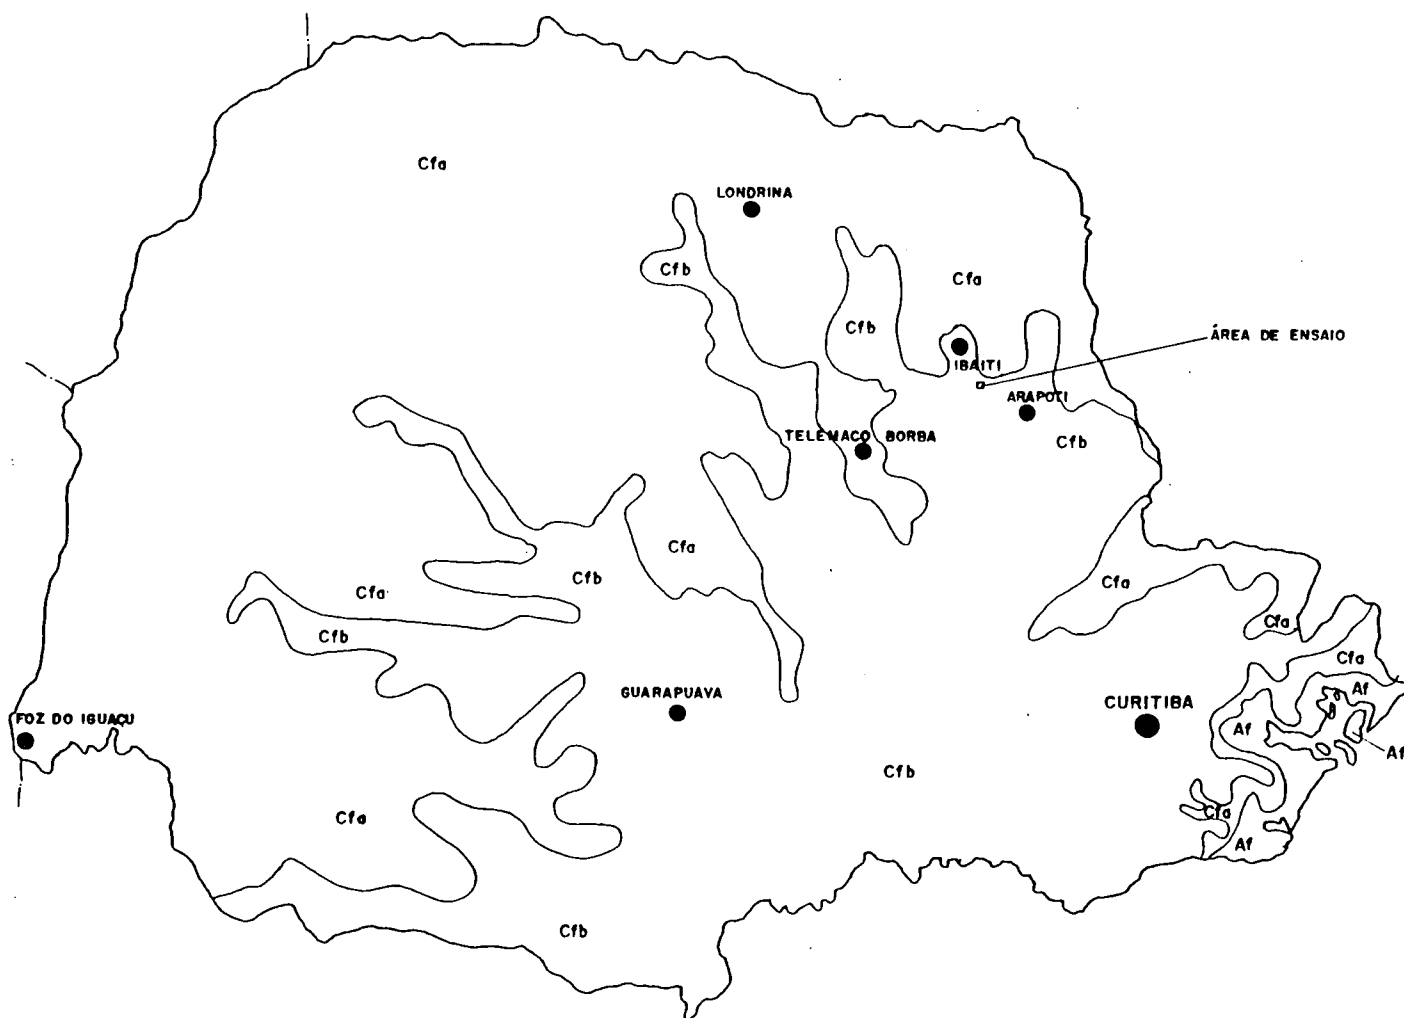 Cfa
LONDRINA
Cfb
Cfa
Cfb
ÁREA DE ENSAIO
IBAITI
ARAPOTI
TELEMACO BORBA
Cfb
Cfa
Cfb
Cfa
Cfa
Cfa
Cfb
Cfa
GUARAPUAVA
Af
CURITIBA
FOZ DO IGUAÇU
Af
Af
Cfb
Cfa
Cfa
Af
Cfb